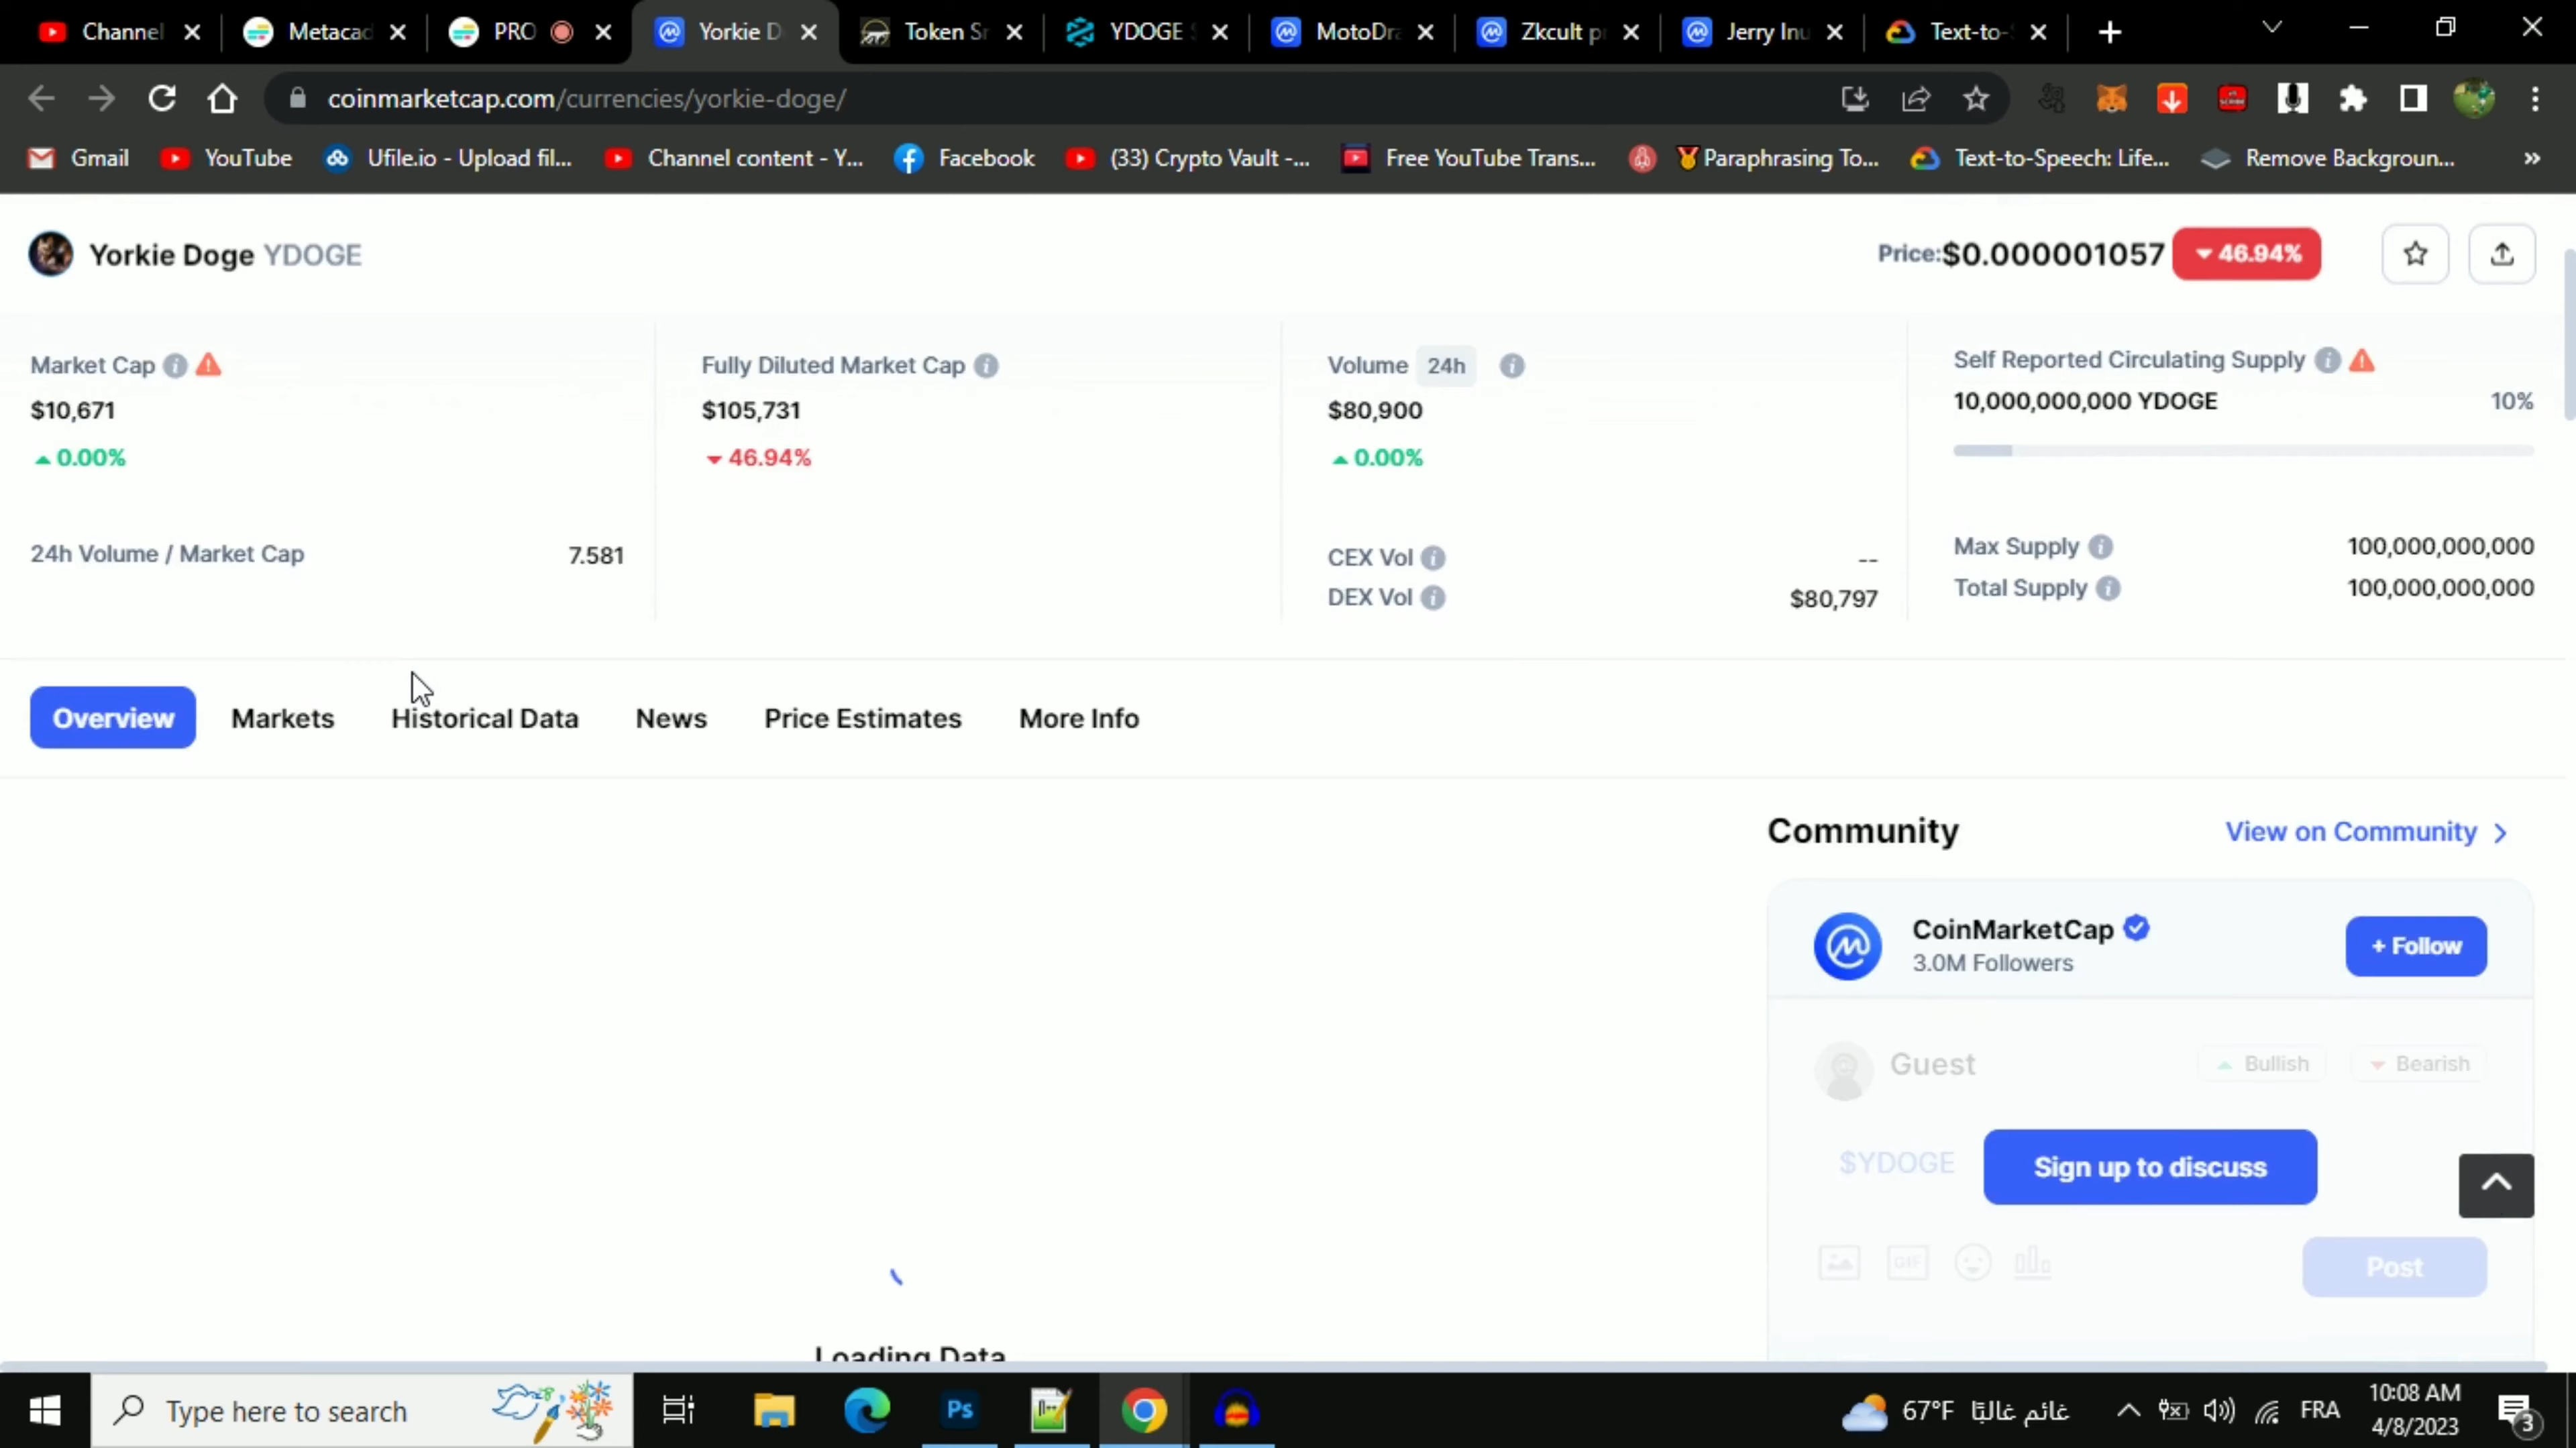 Channel
Metacad
PRO
Yorkie D
Token Sn
YDOGE
MotoDra
Zkcult p
Jerry Inu
Text-to-
coinmarketcap.com/currencies/yorkie-doge/
Gmail
YouTube
Ufile.io - Upload fil...
Channel content - Y...
Facebook
(33) Crypto Vault -...
Free YouTube Trans...
Paraphrasing To...
Text-to-Speech: Life...
Remove Backgroun...
Yorkie Doge YDOGE
Price:$0.000001057 46.94%
Market Cap
$10,671
0.00%
24h Volume / Market Cap 7.581
Fully Diluted Market Cap
$105,731
46.94%
Volume 24h
$80,900
0.00%
CEX Vol --
DEX Vol $80,797
Self Reported Circulating Supply
10,000,000,000 YDOGE 10%
Max Supply 100,000,000,000
Total Supply 100,000,000,000
Overview Markets Historical Data News Price Estimates More Info
Community View on Community
CoinMarketCap
3.0M Followers
+ Follow
Guest Bullish Bearish
$YDOGE Sign up to discuss
GIF
Post
Loading Data
Type here to search
Ps
67°F غائم غالبًا
FRA
10:08 AM
4/8/2023
3